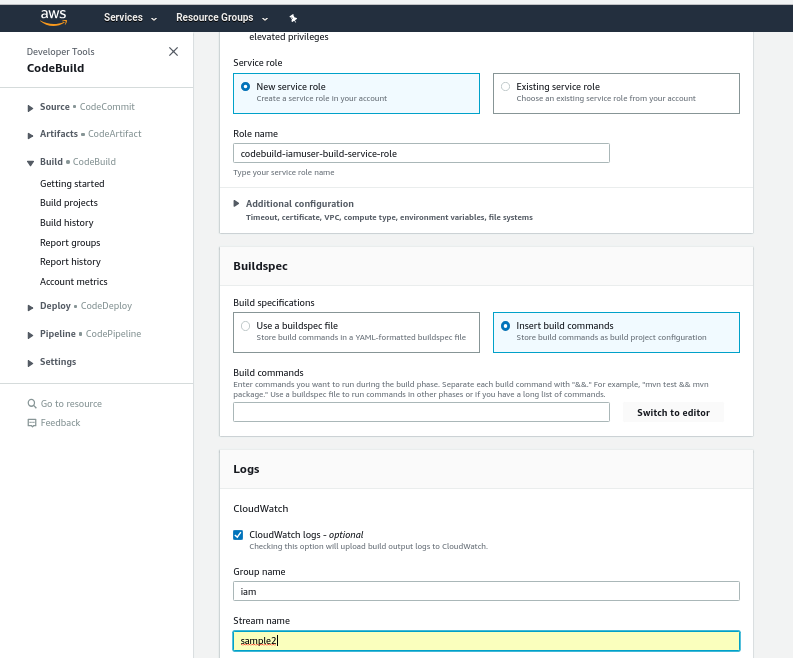 aws Services Resource Groups
Developer Tools
CodeBuild
Source • CodeCommit
Artifacts • CodeArtifact
Build • CodeBuild
Getting started
Build projects
Build history
Report groups
Report history
Account metrics
Deploy • CodeDeploy
Pipeline • CodePipeline
Settings
Go to resource
Feedback
elevated privileges
Service role
New service role
Create a service role in your account
Existing service role
Choose an existing service role from your account
Role name
codebuild-iamuser-build-service-role
Type your service role name
Additional configuration
Timeout, certificate, VPC, compute type, environment variables, file systems
Buildspec
Build specifications
Use a buildspec file
Store build commands in a YAML-formatted buildspec file
Insert build commands
Store build commands as build project configuration
Build commands
Enter commands you want to run during the build phase. Separate each build command with "&&." For example, "mvn test && mvn
package." Use a buildspec file to run commands in other phases or if you have a long list of commands.
Switch to editor
Logs
CloudWatch
CloudWatch logs - optional
Checking this option will upload build output logs to CloudWatch.
Group name
iam
Stream name
sample2